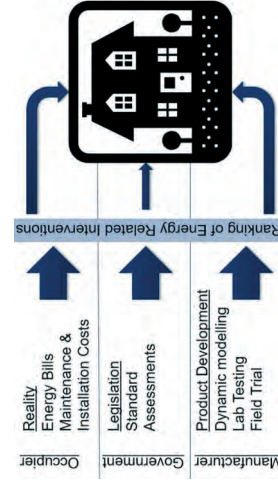 Occupier
Reality
Energy Bills
Maintenance &
Installation Costs
Government
Legislation
Standard
Assessments
Manufacturer
Product Development
Dynamic modelling
Lab Testing
Field Trial
Ranking of Energy Related Interventions